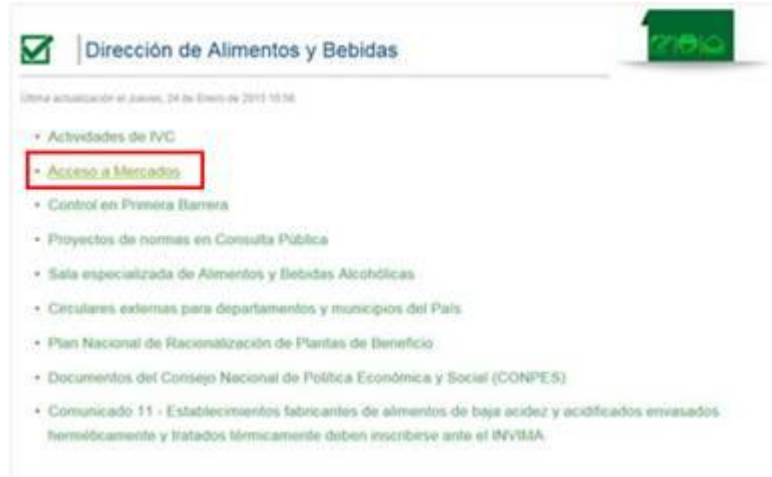 Dirección de Alimentos y Bebidas
Última actualización el Jueves, 24 de Enero de 2013
Actividades de IVC
Acceso a Mercados
Control en Primera Barrera
Proyectos de normas en Consulta Pública
Sala especializada de Alimentos y Bebidas Alcohólicas
Circulares externas para departamentos y municipios del País
Plan Nacional de Racionalización de Plantas de Beneficio
Documentos del Consejo Nacional de Política Económica y Social (CONPES)
Comunicado 11 - Establecimientos fabricantes de alimentos de baja acidez y acidificados envasados
herméticamente y tratados térmicamente deben inscribirse ante el INVIMA